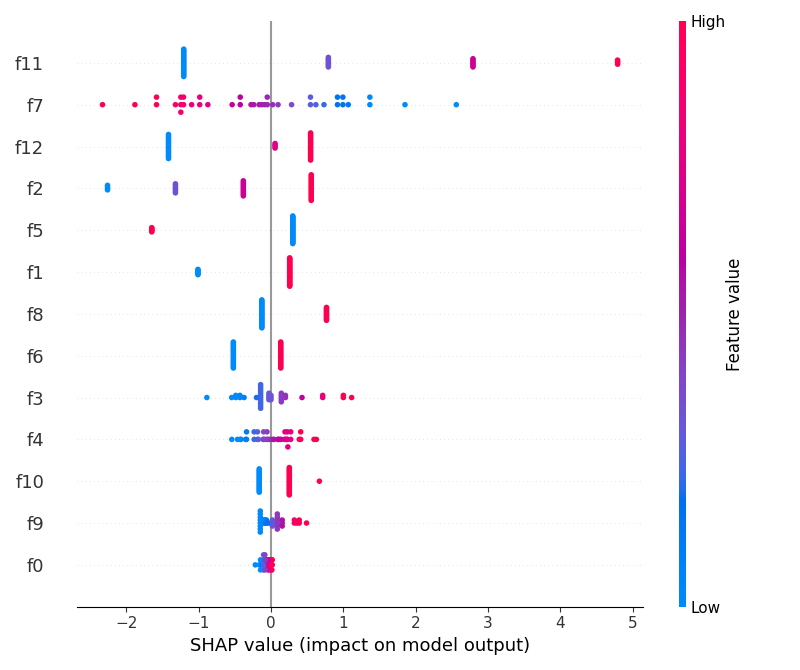 High
f11
f7
f12
f2
f5
f1
f8
f6
f3
f4
f10
f9
f0
Feature value
Low
−2 −1 0 1 2 3 4 5
SHAP value (impact on model output)